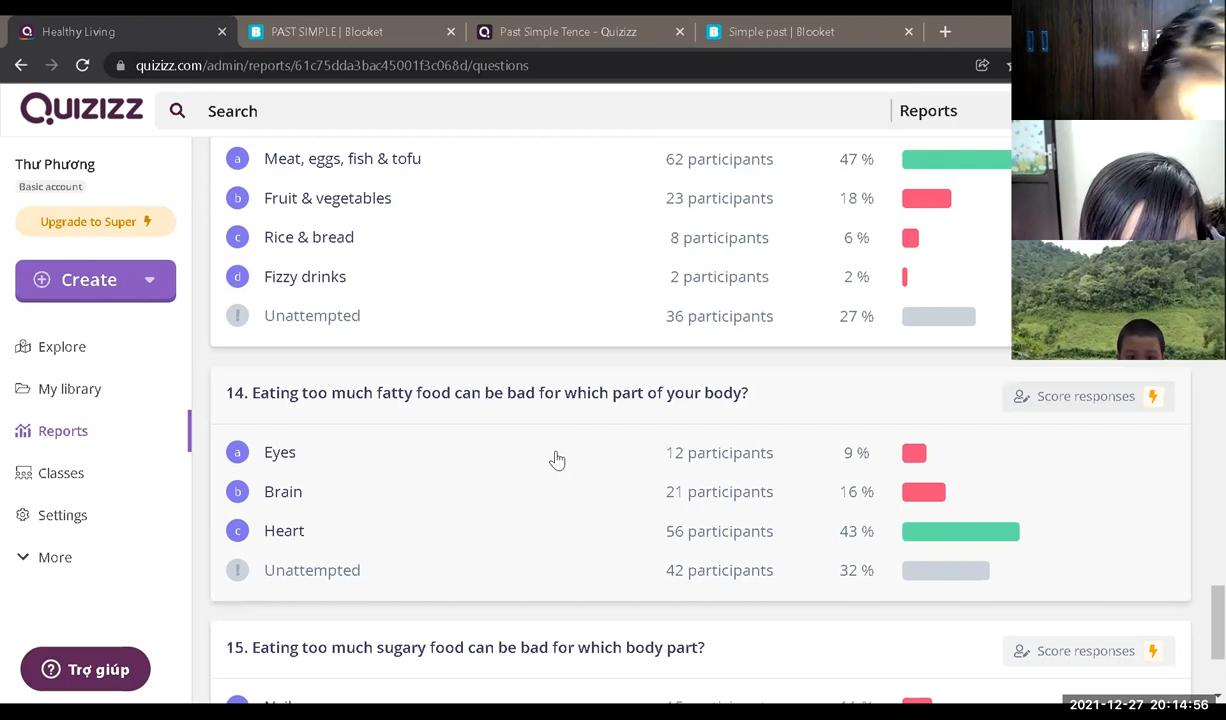 Healthy Living
PAST SIMPLE | Blooket
Past Simple Tence - Quizizz
Simple past | Blooket
quizizz.com/admin/reports/61c75dda3bac45001f3c068d/questions
QUIZIZZ
Search
Reports
Thư Phương
Basic account
Upgrade to Super
Create
Explore
My library
Reports
Classes
Settings
More
Trợ giúp
a Meat, eggs, fish & tofu 62 participants 47 %
b Fruit & vegetables 23 participants 18 %
c Rice & bread 8 participants 6 %
d Fizzy drinks 2 participants 2 %
! Unattempted 36 participants 27 %
14. Eating too much fatty food can be bad for which part of your body?
Score responses
a Eyes 12 participants 9 %
b Brain 21 participants 16 %
c Heart 56 participants 43 %
! Unattempted 42 participants 32 %
15. Eating too much sugary food can be bad for which body part?
Score responses
2021-12-27 20:14:56